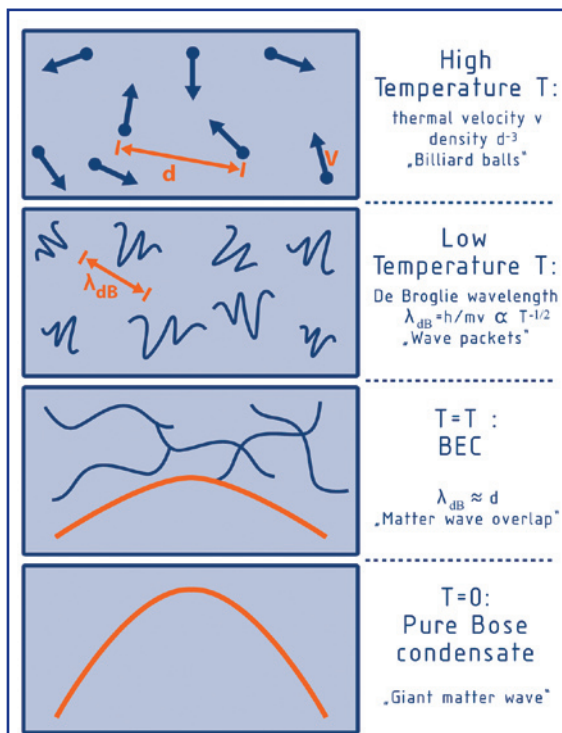 d
V
High
Temperature T:
thermal velocity v
density d⁻³
„Billiard balls"
λdB
Low
Temperature T:
De Broglie wavelength
λdB=h/mv ∝ T⁻¹/²
„Wave packets"
T=T :
BEC
λdB ≈ d
„Matter wave overlap"
T=0:
Pure Bose
condensate
„Giant matter wave"